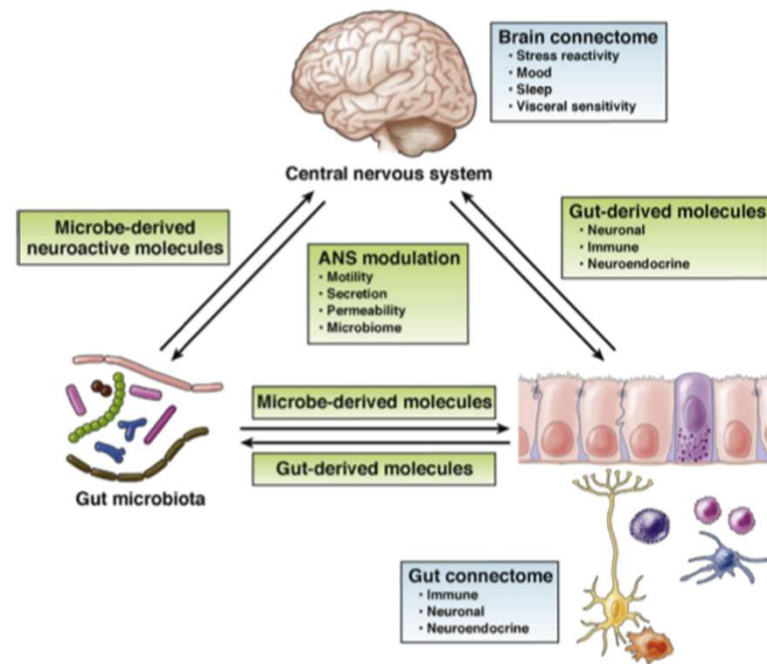 Brain connectome
• Stress reactivity
• Mood
• Sleep
• Visceral sensitivity
Central nervous system
Microbe-derived
neuroactive molecules
ANS modulation
• Motility
• Secretion
• Permeability
• Microbiome
Gut-derived molecules
• Neuronal
• Immune
• Neuroendocrine
Microbe-derived molecules
Gut-derived molecules
Gut microbiota
Gut connectome
• Immune
• Neuronal
• Neuroendocrine